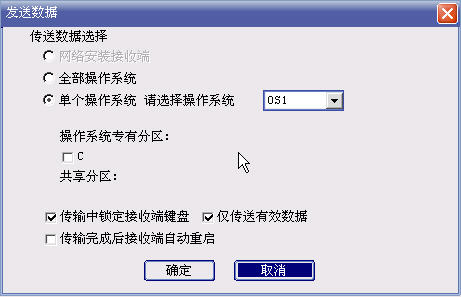 发送数据
传送数据选择
网络安装接收端
全部操作系统
单个操作系统 请选择操作系统 OS1
操作系统专有分区:
C
共享分区:
传输中锁定接收端键盘 仅传送有效数据
传输完成后接收端自动重启
确定 取消